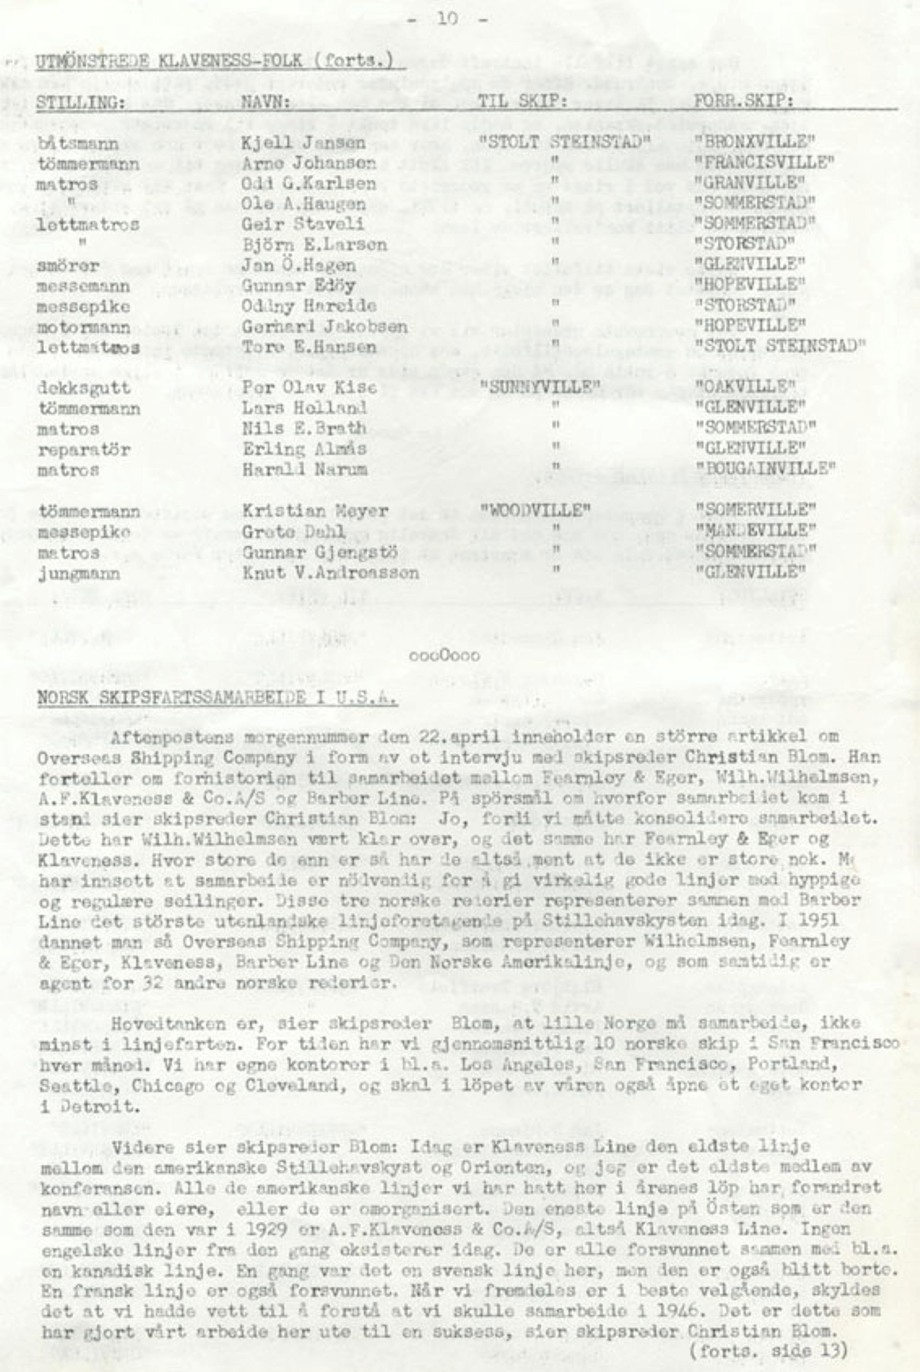 - 10 -
UTMÖNSTREDE KLAVENESS-FOLK (forts.)
STILLING: NAVN: TIL SKIP: FORR.SKIP:
båtsmann Kjell Jansen "STOLT STEINSTAD" "BRONXVILLE"
tömmermann Arne Johansen " "FRANCISVILLE"
matros Odd G.Karlsen " "GRANVILLE"
" Ole A.Haugen " "SOMMERSTAD"
lettmatros Geir Staveli " "SOMMERSTAD"
" Björn E.Larsen " "STORSTAD"
smörer Jan Ö.Hagen " "GLENVILLE"
messemann Gunnar Edöy "HOPEVILLE"
messepike Oddny Hareide " "STORSTAD"
motormann Gerhard Jakobsen " "HOPEVILLE"
lettmatros Tore E.Hansen " "STOLT STEINSTAD"
dekksgutt Per Olav Kise "SUNNYVILLE" "OAKVILLE"
tömmermann Lars Holland " "GLENVILLE"
matros Nils E.Brath " "SOMMERSTAD"
reparatör Erling Almås " "GLENVILLE"
matros Harald Narum " "BOUGAINVILLE"
tömmermann Kristian Meyer "WOODVILLE" "SOMERVILLE"
messepike Grete Dahl " "MANDEVILLE"
matros Gunnar Gjengstö " "SOMMERSTAD"
jungmann Knut V.Andreassen " "GLENVILLE"
oooOooo
NORSK SKIPSFARTSSAMARBEIDE I U.S.A.
Aftenpostens morgennummer den 22.april inneholder en större artikkel om
Overseas Shipping Company i form av et intervju med skipsreder Christian Blom. Han
forteller om forhistorien til samarbeidet mellom Fearnley & Eger, Wilh.Wilhelmsen,
A.F.Klaveness & Co.A/S og Barber Line. På spörsmål om hvorfor samarbeidet kom i
stand sier skipsreder Christian Blom: Jo, fordi vi måtte konsolidere samarbeidet.
Dette har Wilh.Wilhelmsen vært klar over, og det samme har Fearnley & Eger og
Klaveness. Hvor store de enn er så har de altså ment at de ikke er store nok. M
har innsett at samarbeide er nödvendig for å gi virkelig gode linjer med hyppige
og regulære seilinger. Disse tre norske rederier representerer sammen med Barber
Line det störste utenlandske linjeforetagende på Stillehavskysten idag. I 1951
dannet man så Overseas Shipping Company, som representerer Wilhelmsen, Fearnley
& Eger, Klaveness, Barber Line og Den Norske Amerikalinje, og som samtidig er
agent for 32 andre norske rederier.
Hovedtanken er, sier skipsreder Blom, at lille Norge må samarbeide, ikke
minst i linjefarten. For tiden har vi gjennomsnittlig 10 norske skip i San Francisco
hver måned. Vi har egne kontorer i bl.a. Los Angelos, San Francisco, Portland,
Seattle, Chicago og Cleveland, og skal i löpet av våren også åpne et eget kontor
i Detroit.
Videre sier skipsreder Blom: Idag er Klaveness Line den eldste linje
mellom den amerikanske Stillehavskyst og Orienten, og jeg er det eldste medlem av
konferansen. Alle de amerikanske linjer vi har hatt her i årenes löp har forandret
navn eller eiere, eller de er omorganisert. Den eneste linje på Östen som er den
samme som den var i 1929 er A.F.Klaveness & Co.A/S, altså Klaveness Line. Ingen
engelske linjer fra den gang eksisterer idag. De er alle forsvunnet sammen med bl.a.
en kanadisk linje. En gang var det en svensk linje her, men den er også blitt borte.
En fransk linje er også forsvunnet. Når vi fremdeles er i beste velgående, skyldes
det at vi hadde vett til å forstå at vi skulle samarbeide i 1946. Det er dette som
har gjort vårt arbeide her ute til en suksess, sier skipsreder Christian Blom.
(forts. side 13)